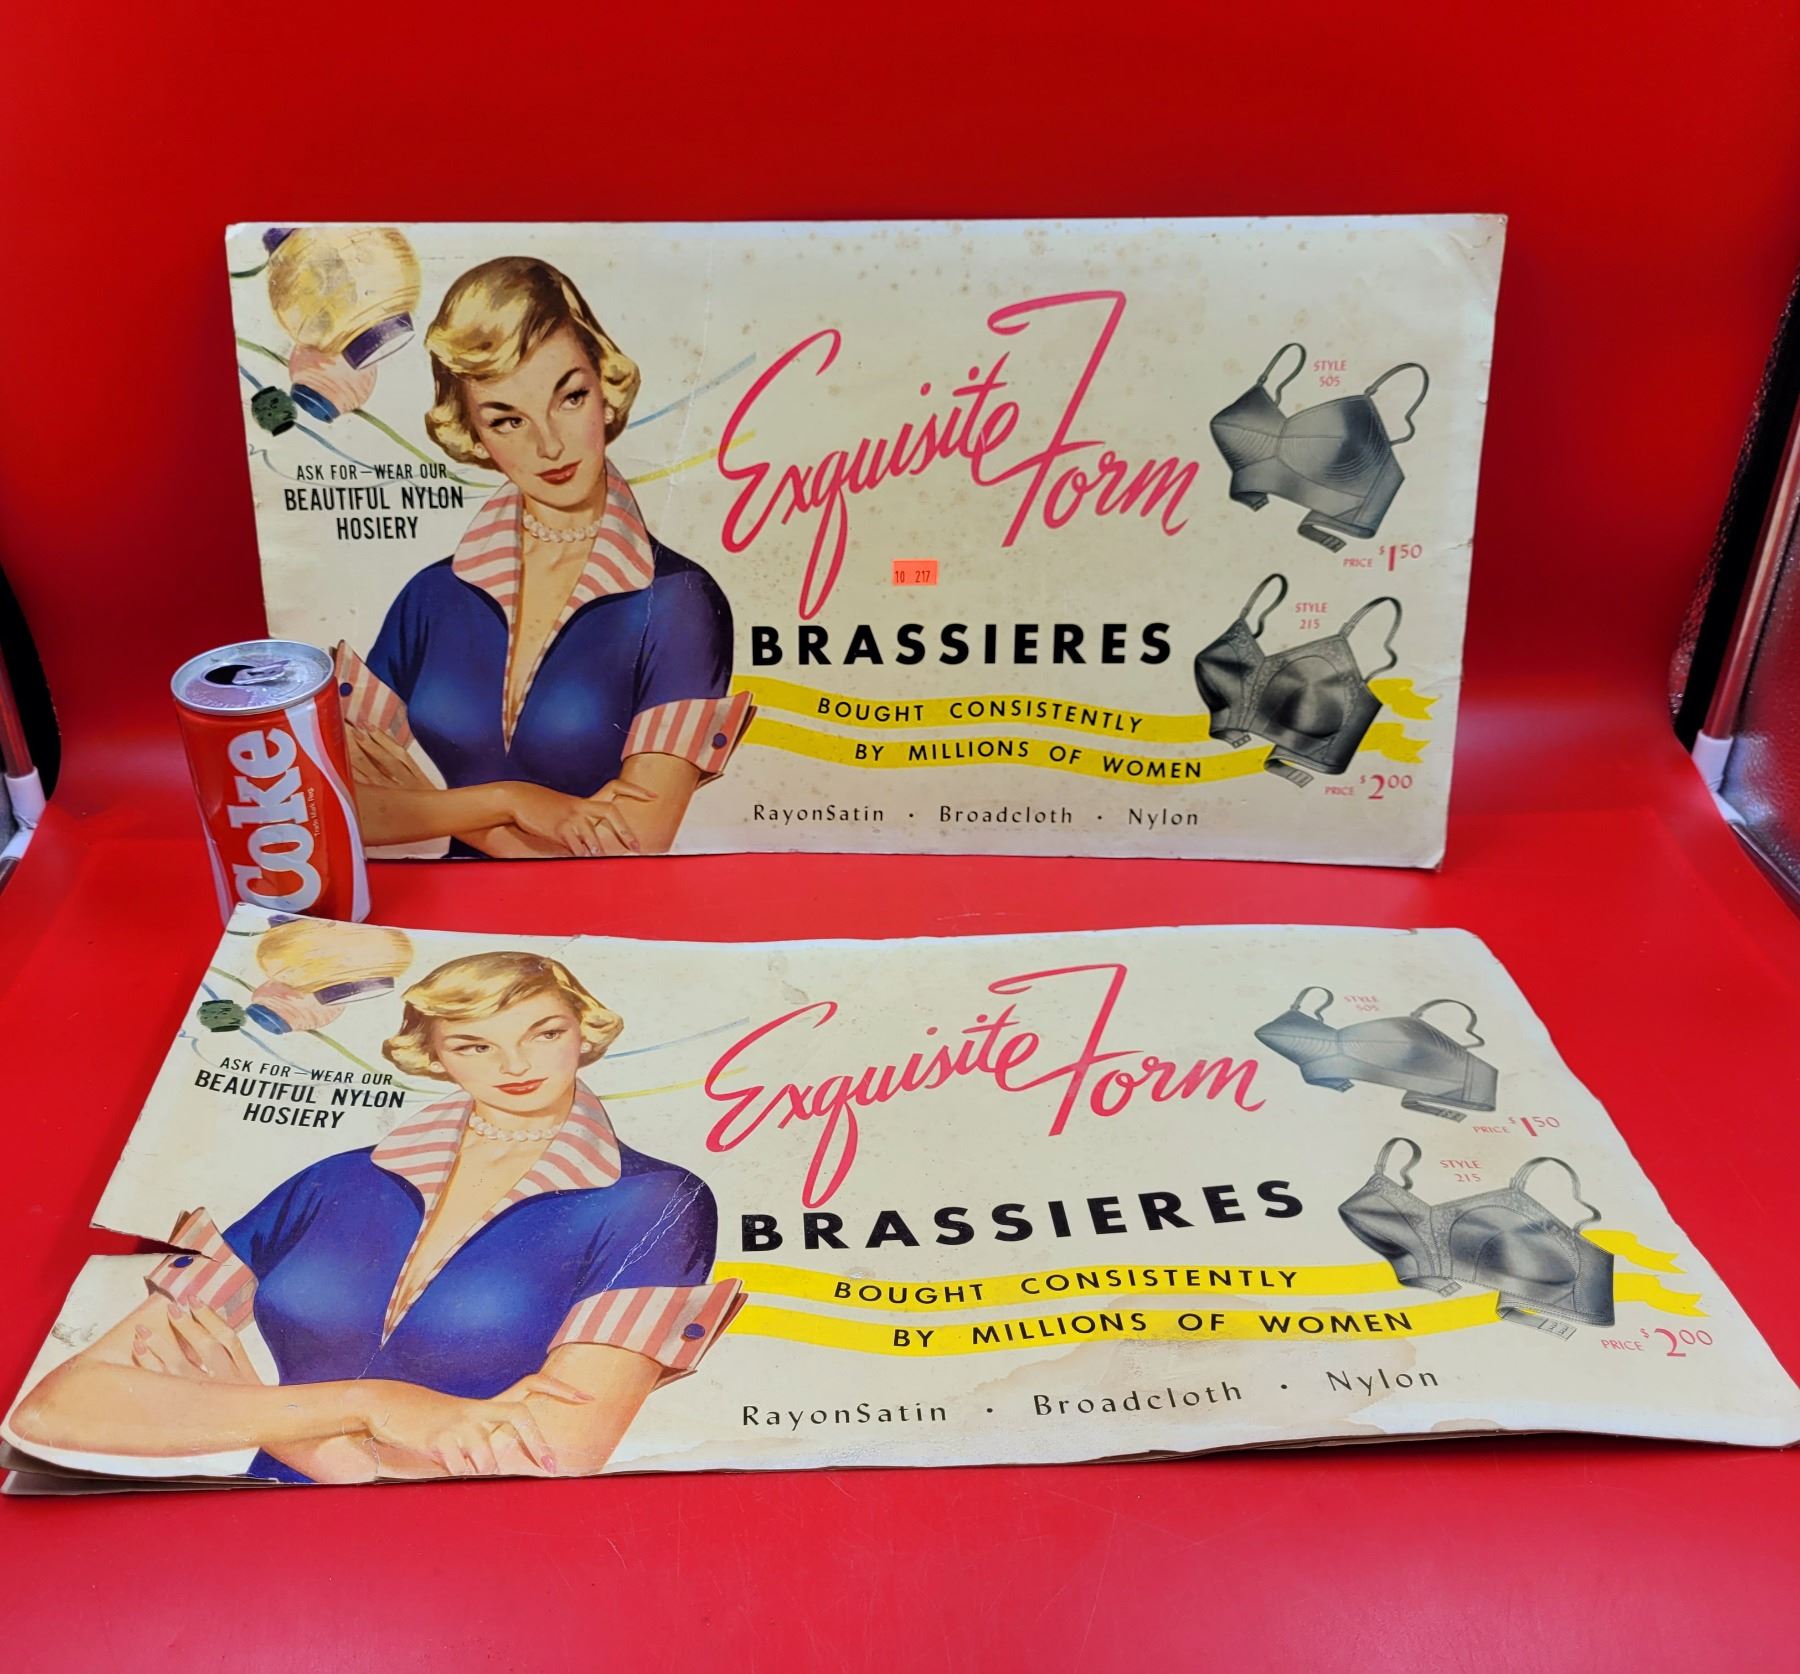 ASK FOR—WEAR OUR
BEAUTIFUL NYLON
HOSIERY
Exquisite Form
BRASSIERES
BOUGHT CONSISTENTLY
BY MILLIONS OF WOMEN
RayonSatin · Broadcloth · Nylon
STYLE
505
PRICE $1.50
STYLE
215
PRICE $2.00
10 217
Coke
Trade Mark Reg.
ASK FOR—WEAR OUR
BEAUTIFUL NYLON
HOSIERY
Exquisite Form
BRASSIERES
BOUGHT CONSISTENTLY
BY MILLIONS OF WOMEN
RayonSatin · Broadcloth · Nylon
STYLE
505
PRICE $1.50
STYLE
215
PRICE $2.00